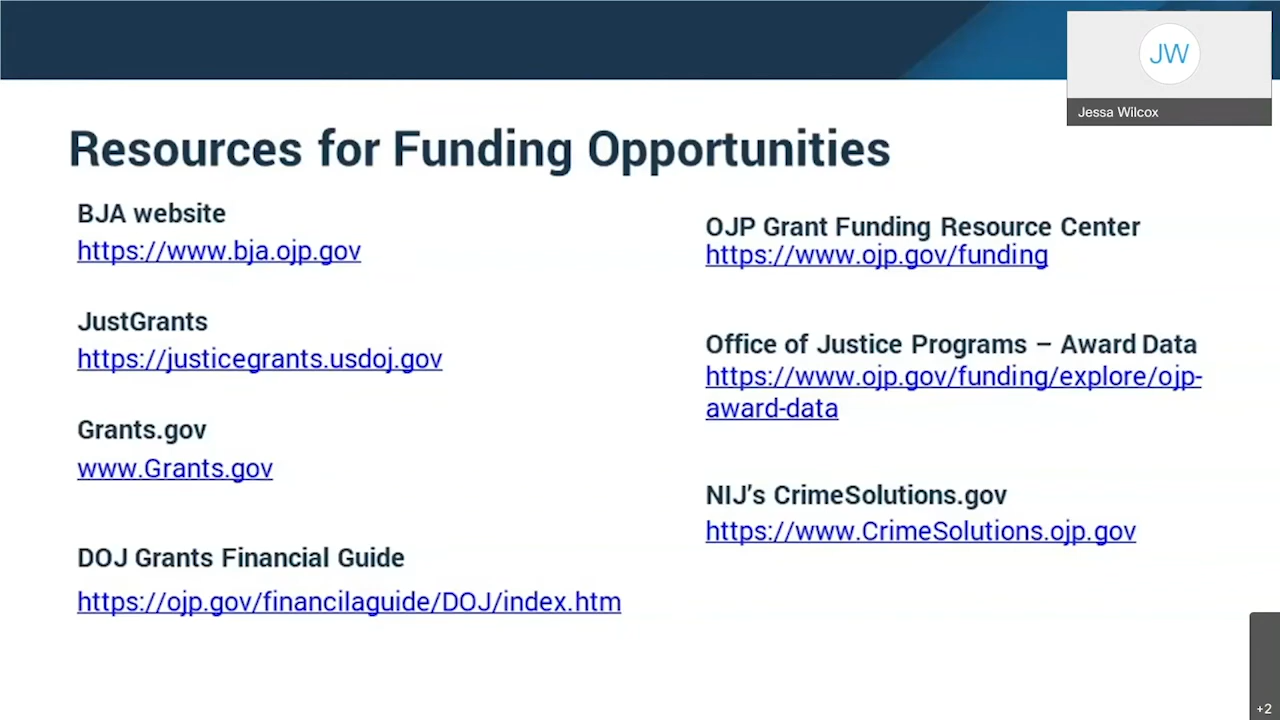 JW
Jessa Wilcox
Resources for Funding Opportunities
BJA website
https://www.bja.ojp.gov
JustGrants
https://justicegrants.usdoj.gov
Grants.gov
www.Grants.gov
DOJ Grants Financial Guide
https://ojp.gov/financilaguide/DOJ/index.htm
OJP Grant Funding Resource Center
https://www.ojp.gov/funding
Office of Justice Programs – Award Data
https://www.ojp.gov/funding/explore/ojp-
award-data
NIJ’s CrimeSolutions.gov
https://www.CrimeSolutions.ojp.gov
+2